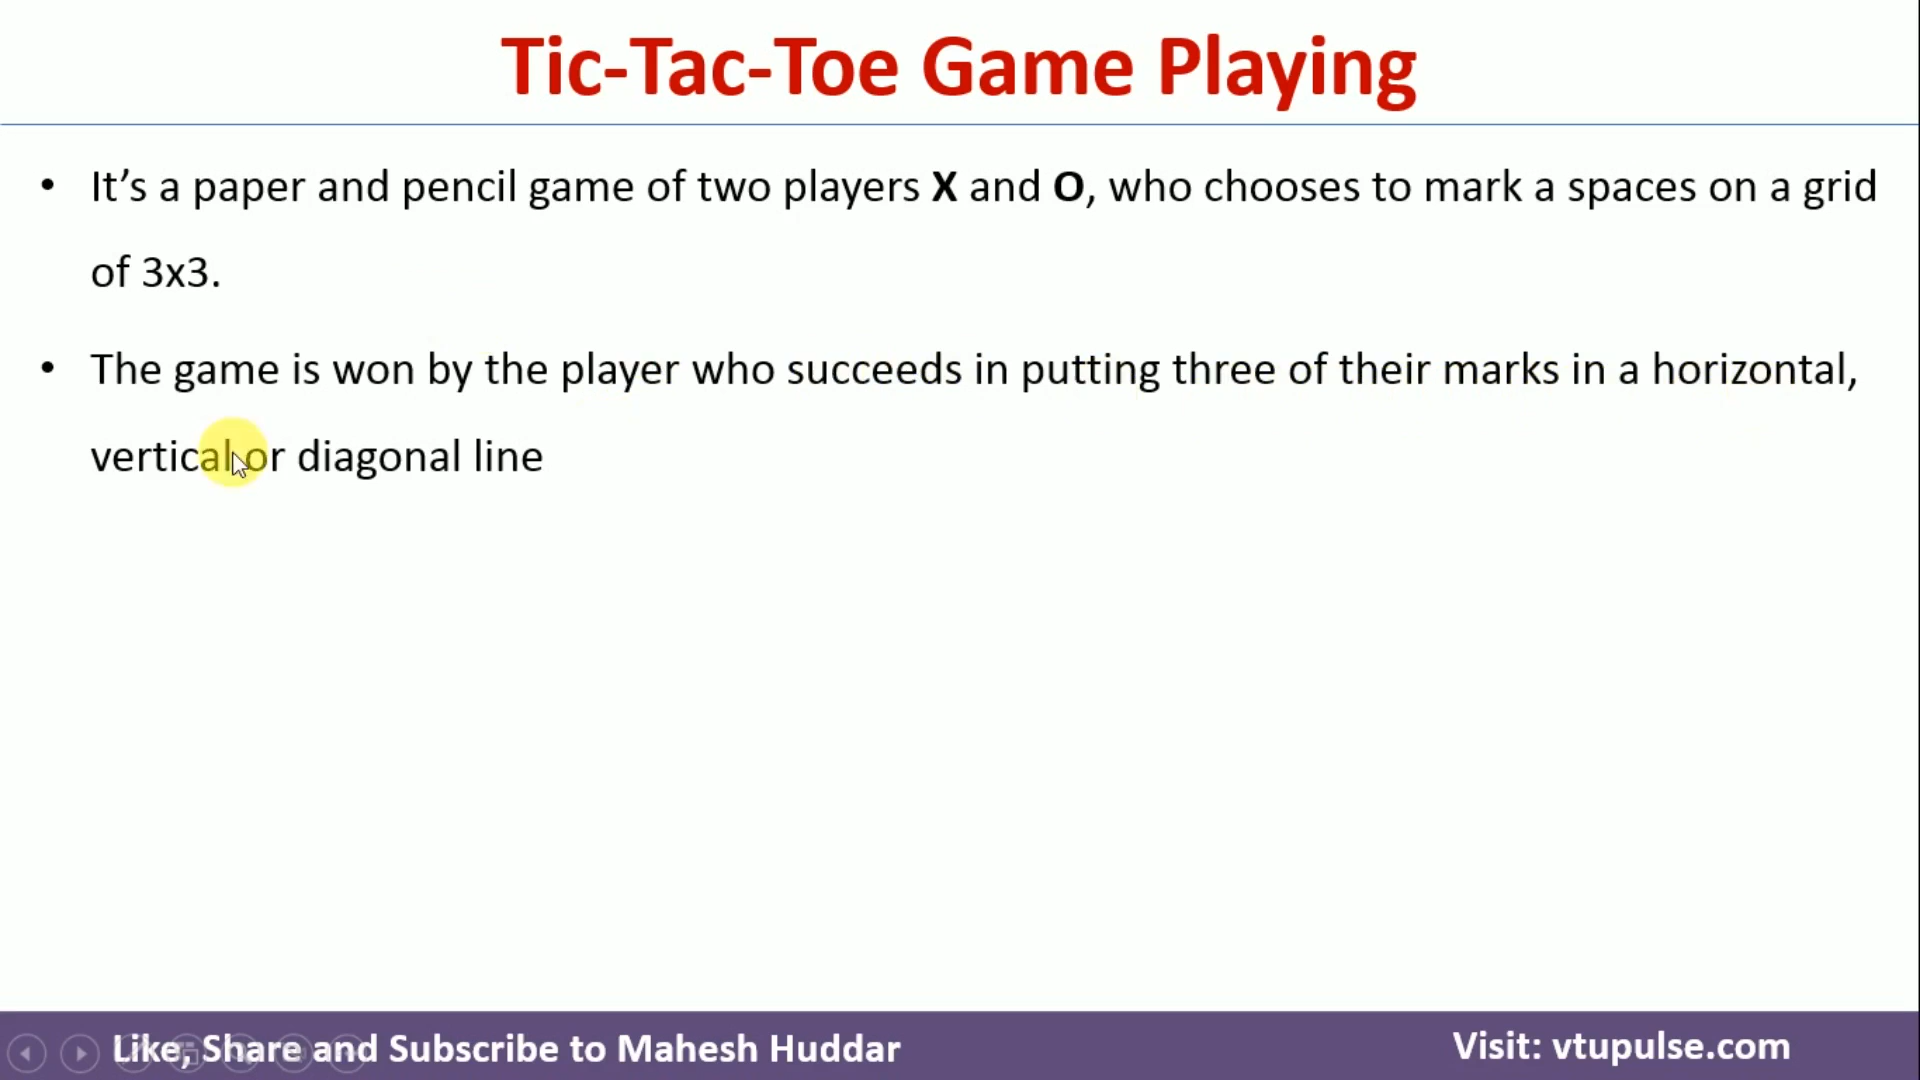 Tic-Tac-Toe Game Playing
• It’s a paper and pencil game of two players X and O, who chooses to mark a spaces on a grid
of 3x3.
• The game is won by the player who succeeds in putting three of their marks in a horizontal,
vertical or diagonal line
Like, Share and Subscribe to Mahesh Huddar
Visit: vtupulse.com